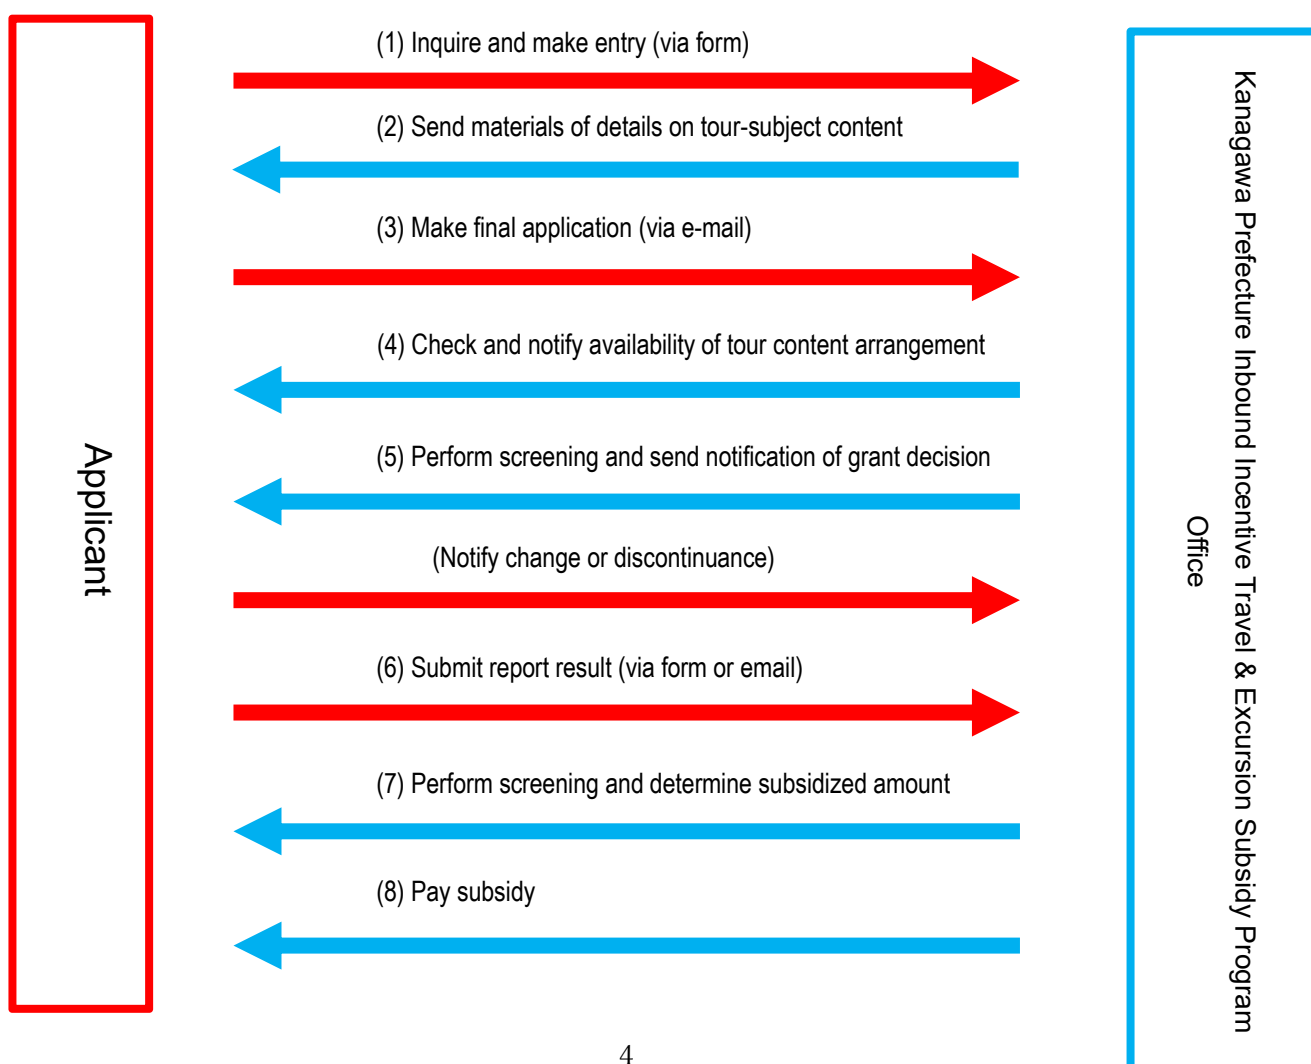 Applicant
(1) Inquire and make entry (via form)
(2) Send materials of details on tour-subject content
(3) Make final application (via e-mail)
(4) Check and notify availability of tour content arrangement
(5) Perform screening and send notification of grant decision
(Notify change or discontinuance)
(6) Submit report result (via form or email)
(7) Perform screening and determine subsidized amount
(8) Pay subsidy
Kanagawa Prefecture Inbound Incentive Travel & Excursion Subsidy Program
Office
4